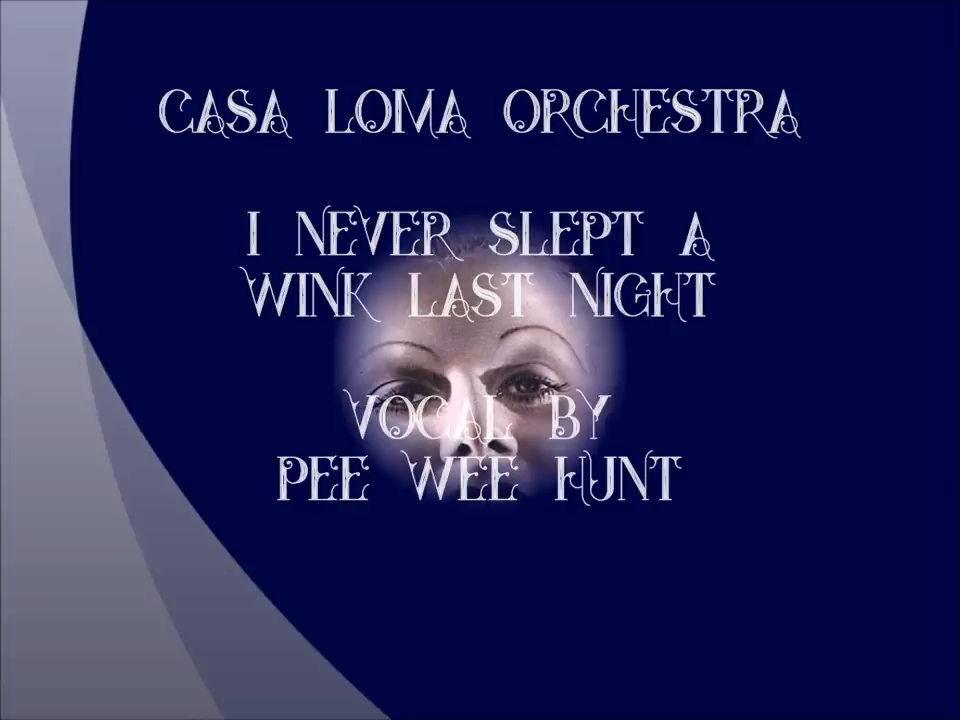 CASA LOMA ORCHESTRA
I NEVER SLEPT A
WINK LAST NIGHT
VOCAL BY
PEE WEE HUNT